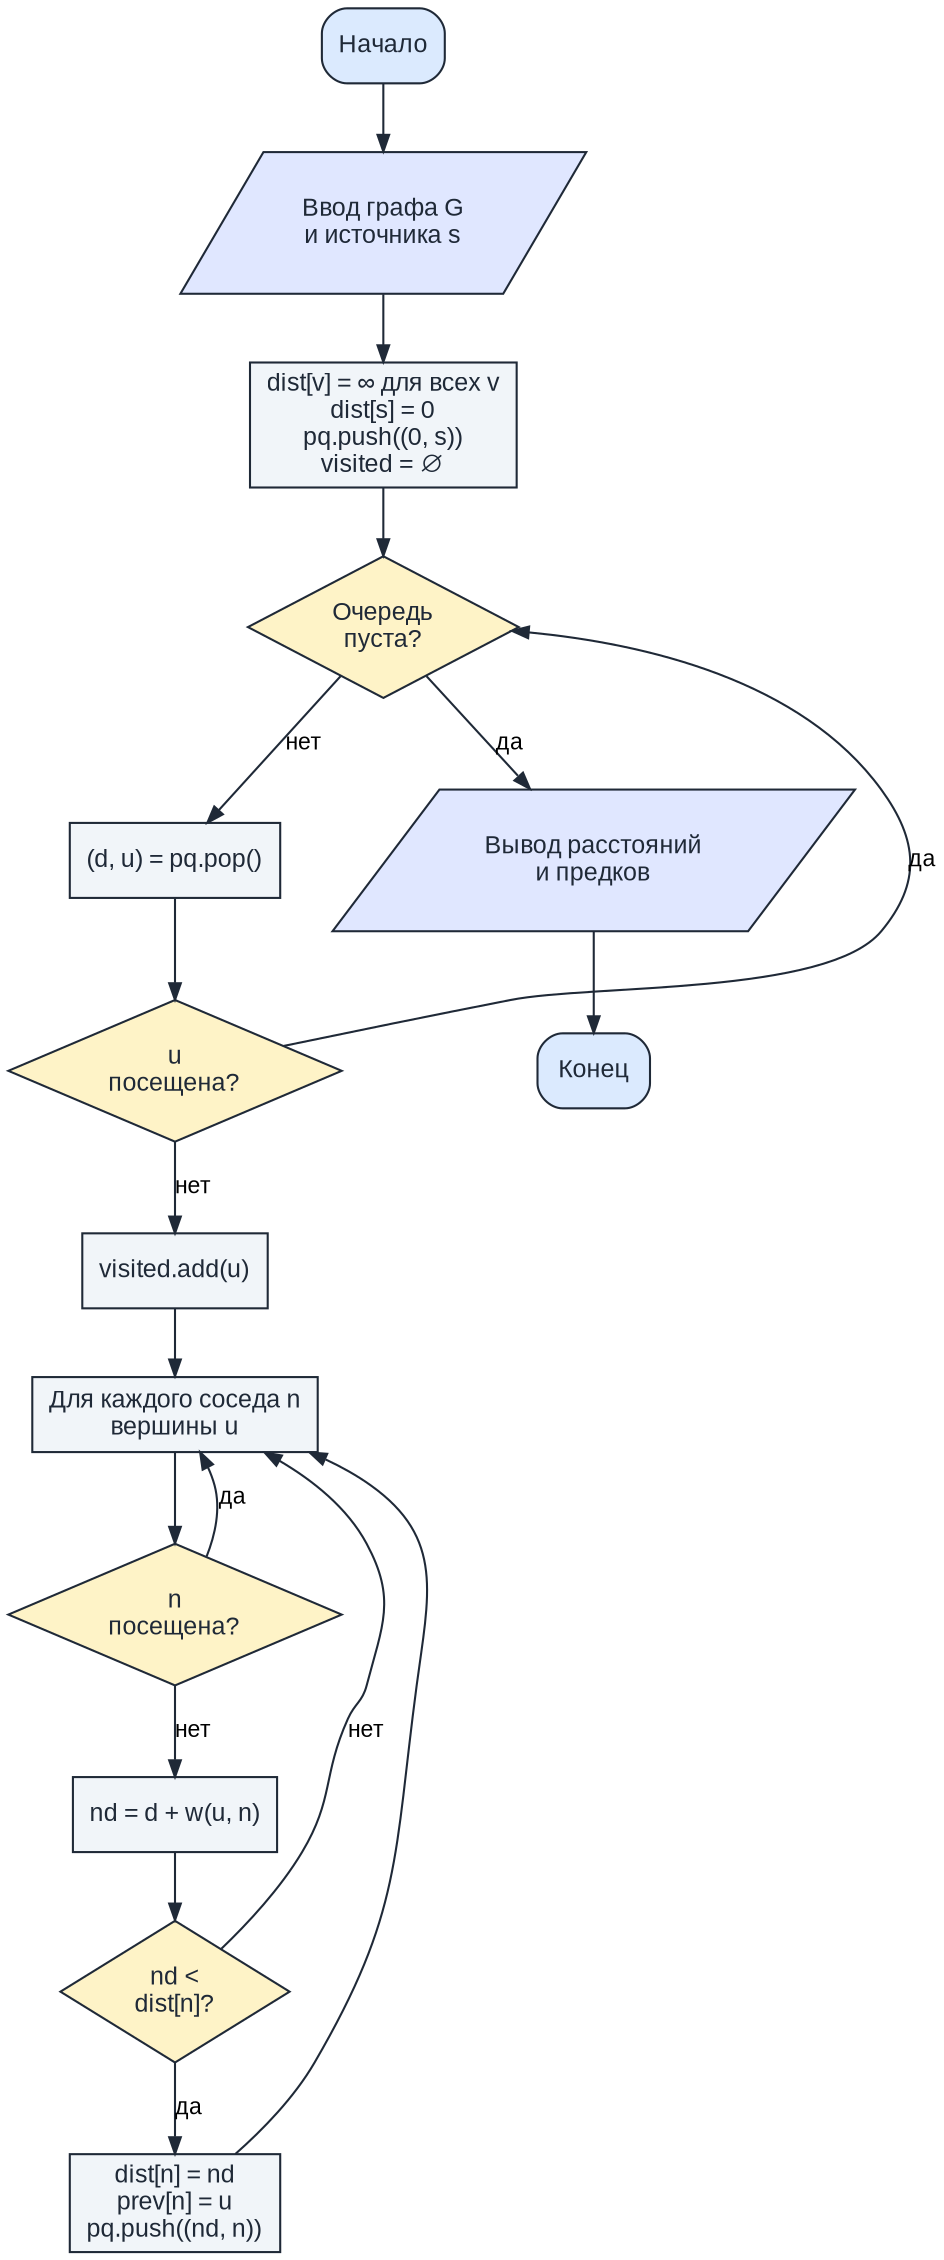 Начало
Ввод графа G
и источника s
dist[v] = ∞ для всех v
dist[s] = 0
pq.push((0, s))
visited = ∅
Очередь
пуста?
нет
да
(d, u) = pq.pop()
Вывод расстояний
и предков
да
u
посещена?
Конец
нет
visited.add(u)
Для каждого соседа n
вершины u
да
n
посещена?
нет
нет
nd = d + w(u, n)
nd <
dist[n]?
да
dist[n] = nd
prev[n] = u
pq.push((nd, n))